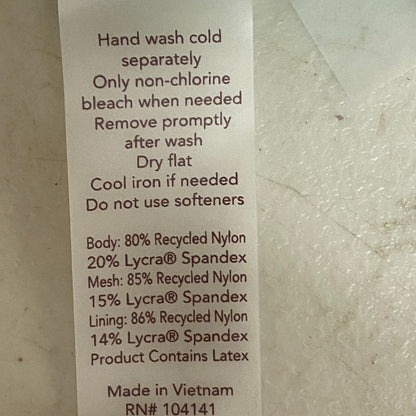 Hand wash cold
separately
Only non-chlorine
bleach when needed
Remove promptly
after wash
Dry flat
Cool iron if needed
Do not use softeners
Body: 80% Recycled Nylon
20% Lycra® Spandex
Mesh: 85% Recycled Nylon
15% Lycra® Spandex
Lining: 86% Recycled Nylon
14% Lycra® Spandex
Product Contains Latex
Made in Vietnam
RN# 104141